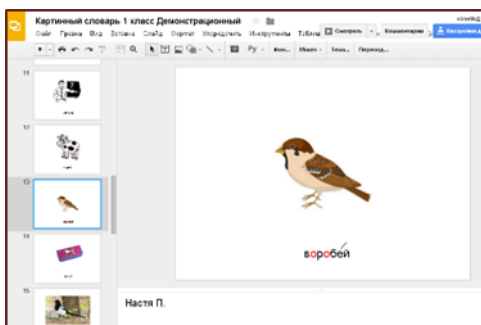 Картинный словарь 1 класс Демонстрационный
Файл Правка Вид Вставка Слайд Формат Упорядочить Инструменты Таблица
Смотреть
Комментарии
Настройки д
Фон... Макет Тема... Переход...
11
12
13
воробей
14
15
воробей
Настя П.